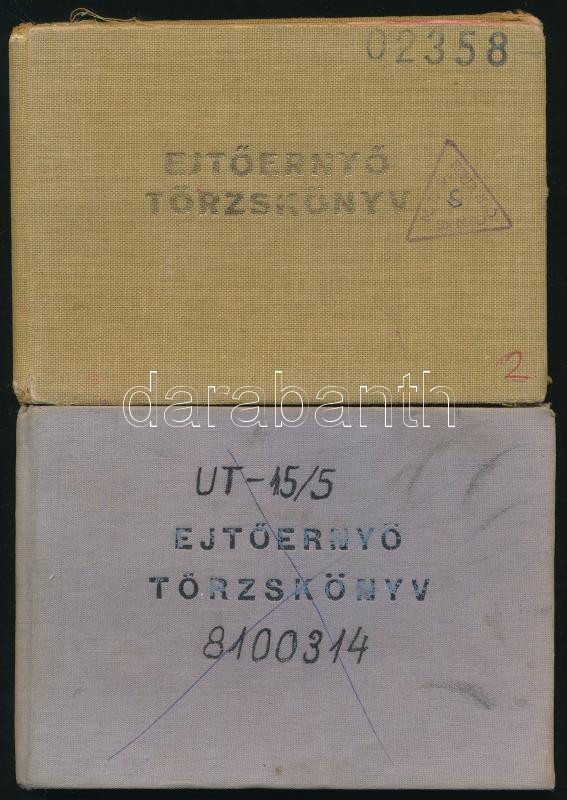 02358
EJTŐERNYŐ
TÖRZSKÖNYV
2
darabanth
UT-15/5
EJTŐERNYŐ
TÖRZSKÖNYV
8100314